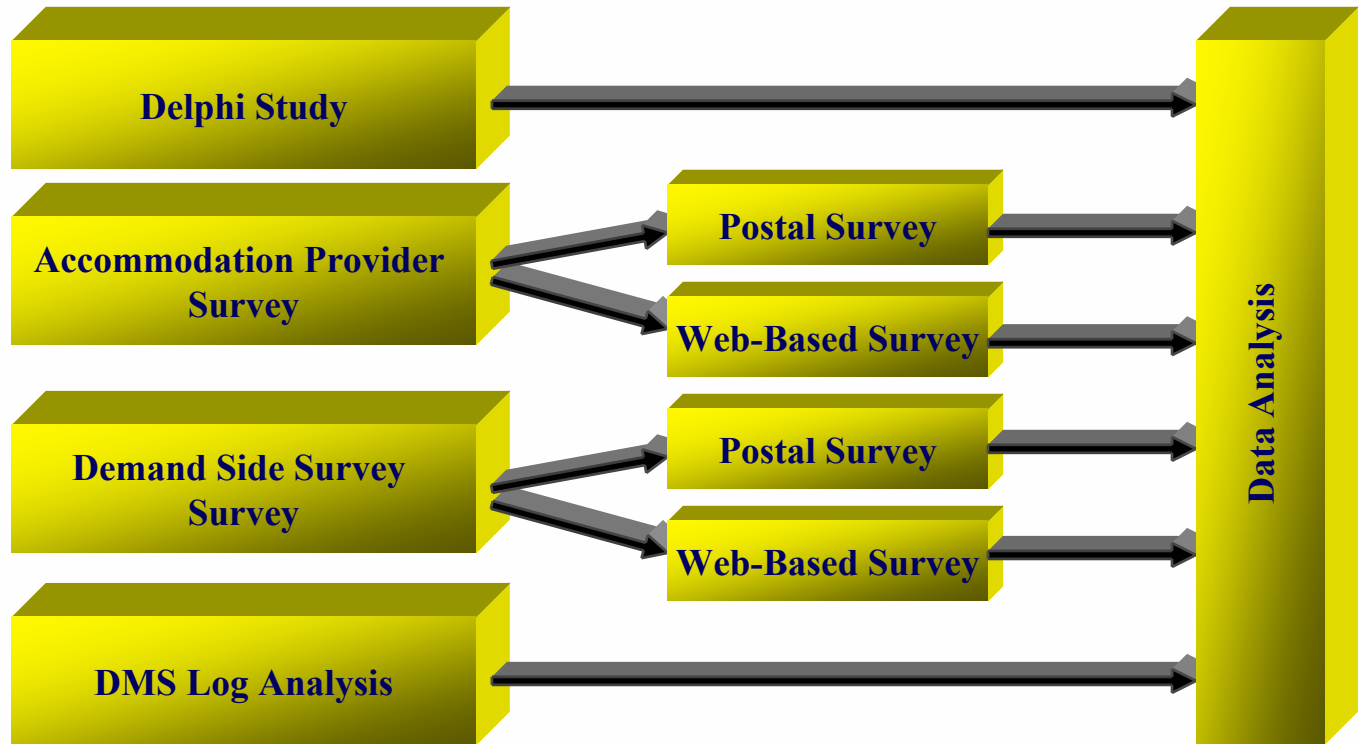 Delphi Study
Accommodation Provider
Survey
Postal Survey
Web-Based Survey
Demand Side Survey
Survey
Postal Survey
Web-Based Survey
DMS Log Analysis
Data Analysis